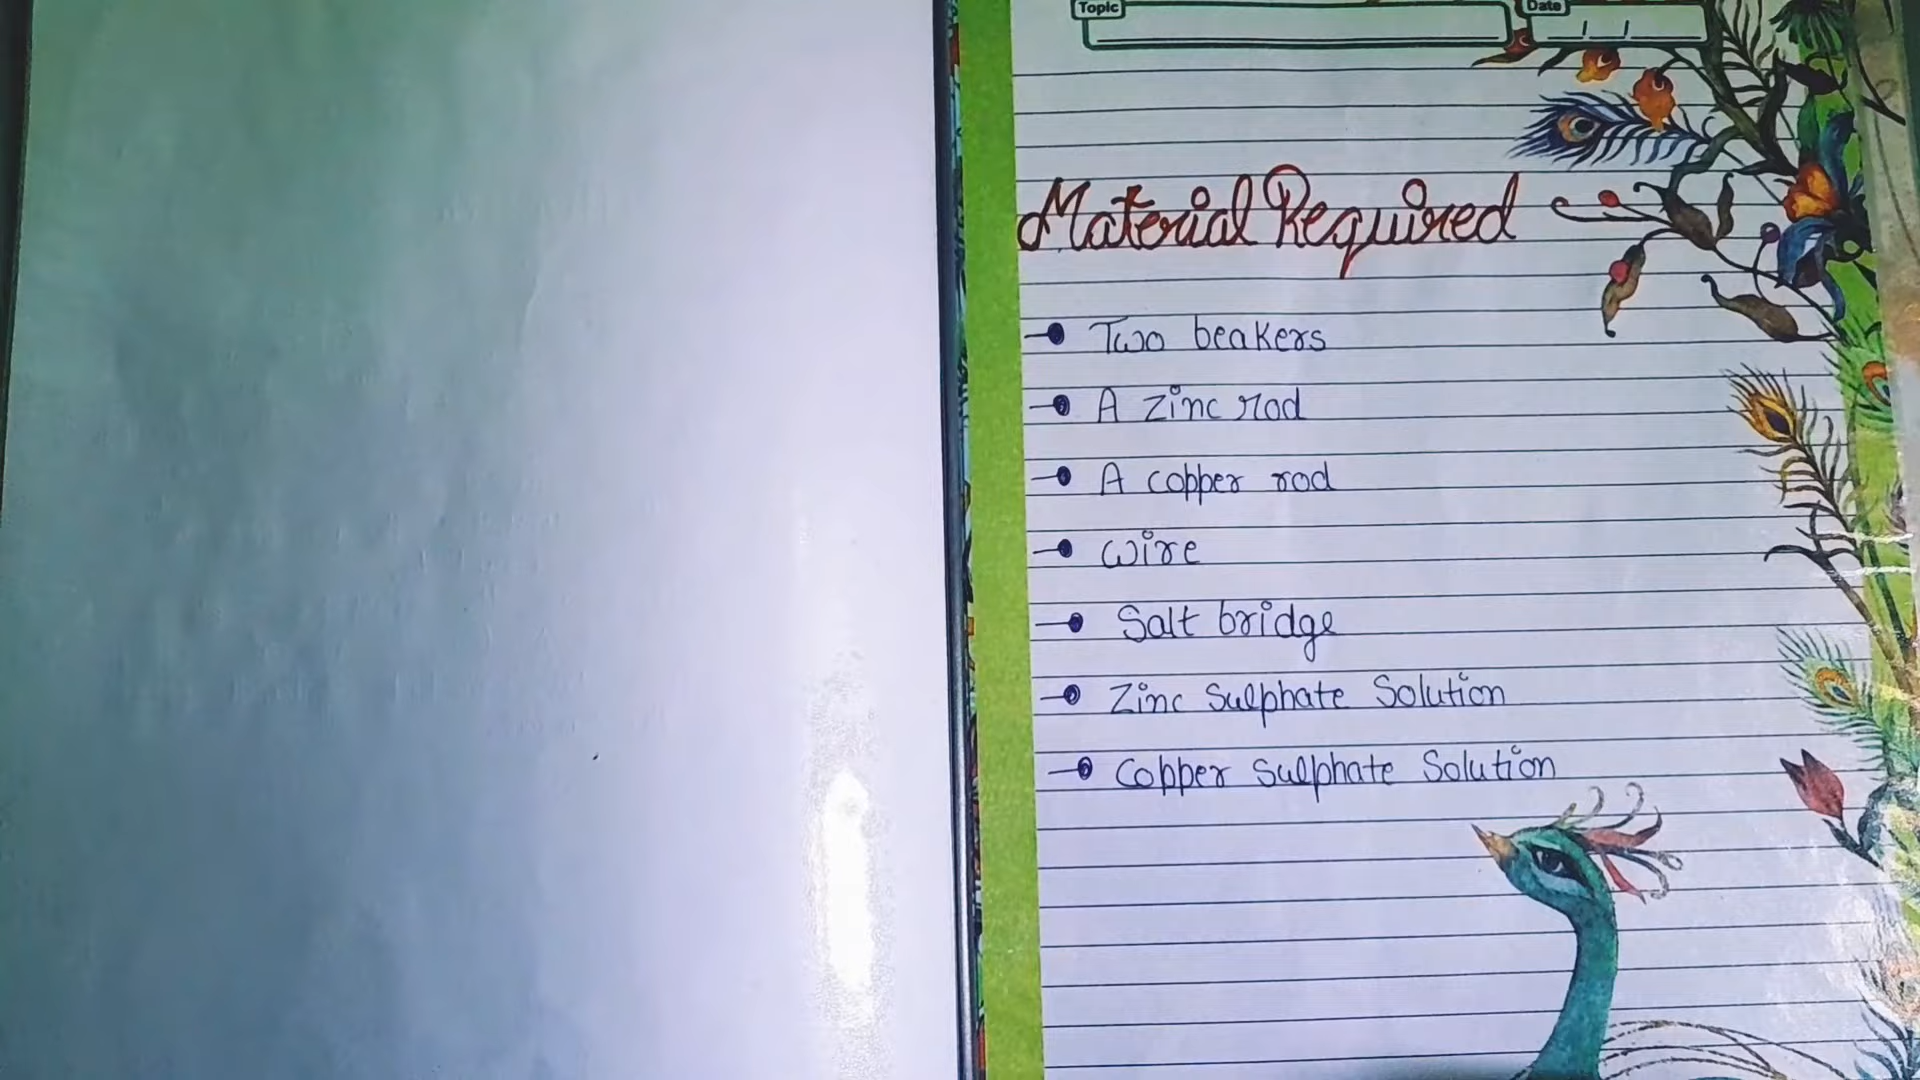 Topic
Date
Material Required
Two beakers
A zinc rod
A copper rod
wire
Salt bridge
Zinc Sulphate Solution
Copper Sulphate Solution